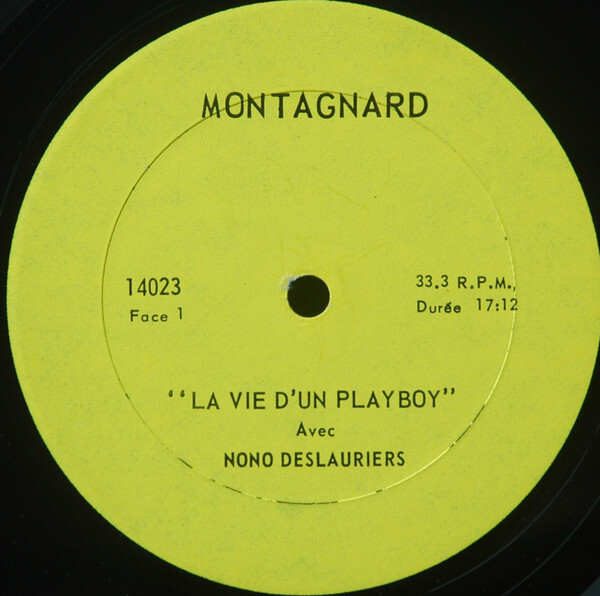 MONTAGNARD
14023
Face 1
33.3 R.P.M.,
Durée 17:12
‘‘LA VIE D'UN PLAYBOY”
Avec
NONO DESLAURIERS